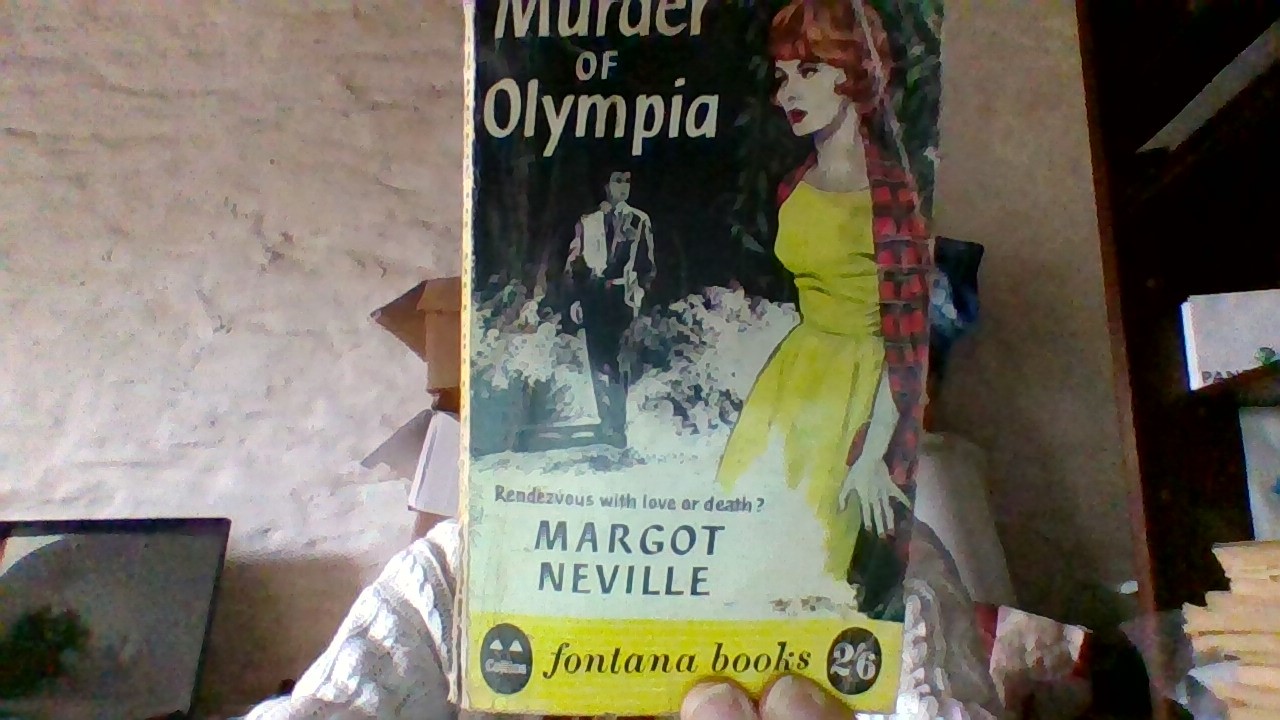 Murder
OF
Olympia
Rendezvous with love or death?
MARGOT
NEVILLE
Collins
fontana books
2/6